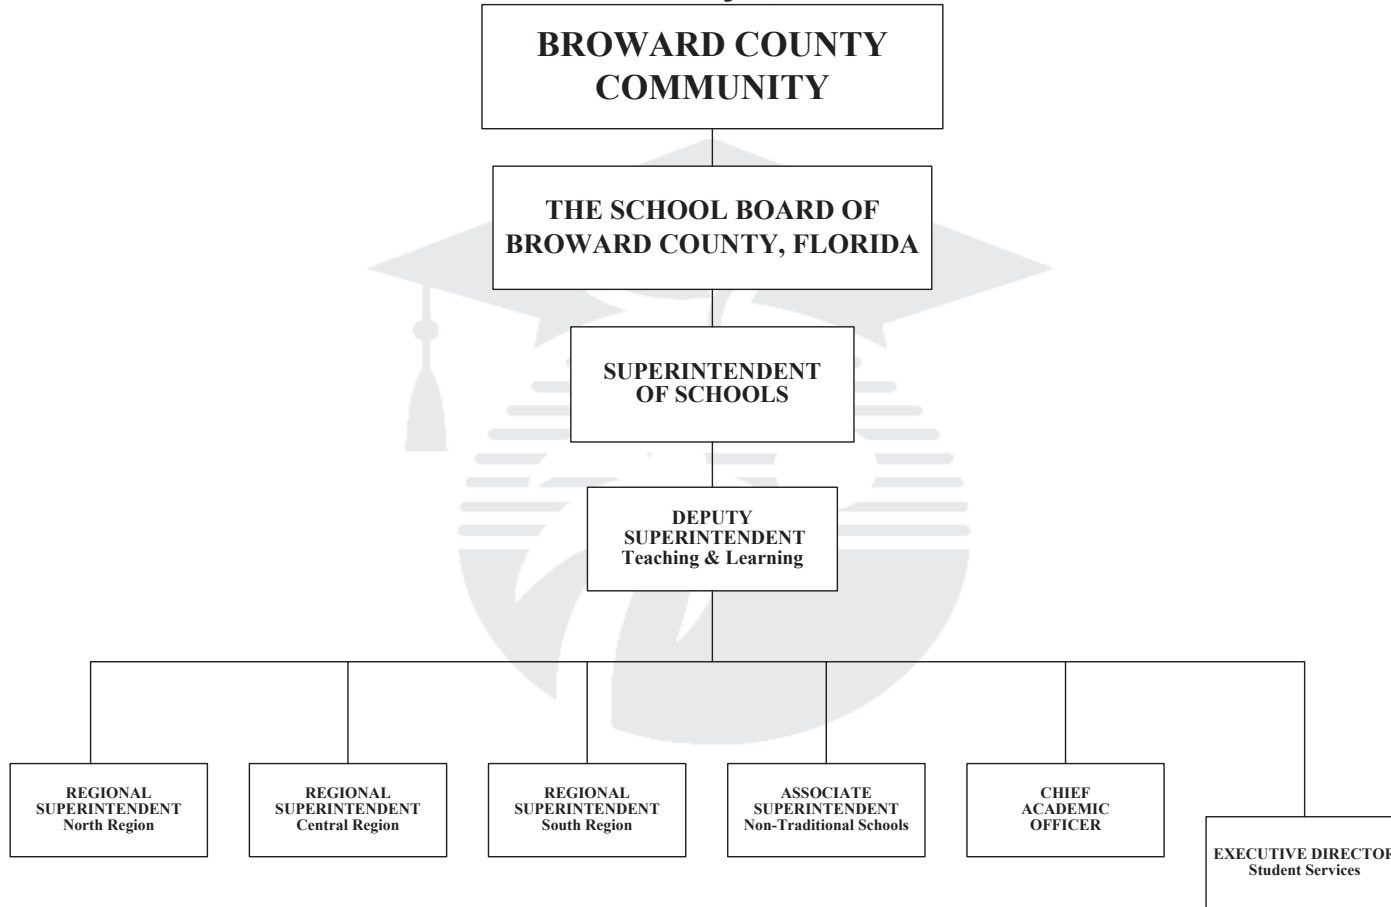 BROWARD COUNTY
COMMUNITY
THE SCHOOL BOARD OF
BROWARD COUNTY, FLORIDA
SUPERINTENDENT
OF SCHOOLS
DEPUTY
SUPERINTENDENT
Teaching & Learning
REGIONAL
SUPERINTENDENT
North Region
REGIONAL
SUPERINTENDENT
Central Region
REGIONAL
SUPERINTENDENT
South Region
ASSOCIATE
SUPERINTENDENT
Non-Traditional Schools
CHIEF
ACADEMIC
OFFICER
EXECUTIVE DIRECTOR
Student Services